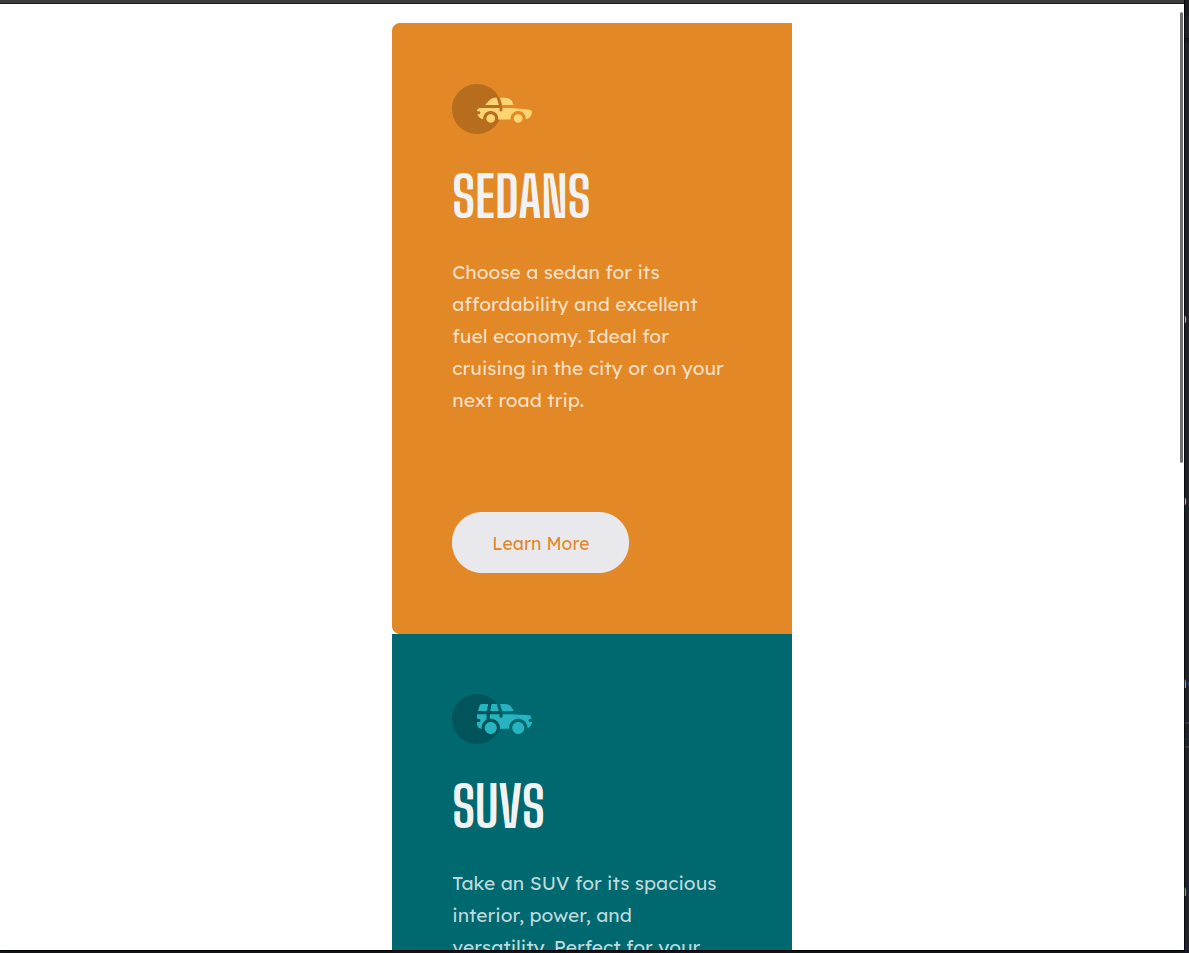 SEDANS
Choose a sedan for its
affordability and excellent
fuel economy. Ideal for
cruising in the city or on your
next road trip.
Learn More
SUVS
Take an SUV for its spacious
interior, power, and
versatility. Perfect for your